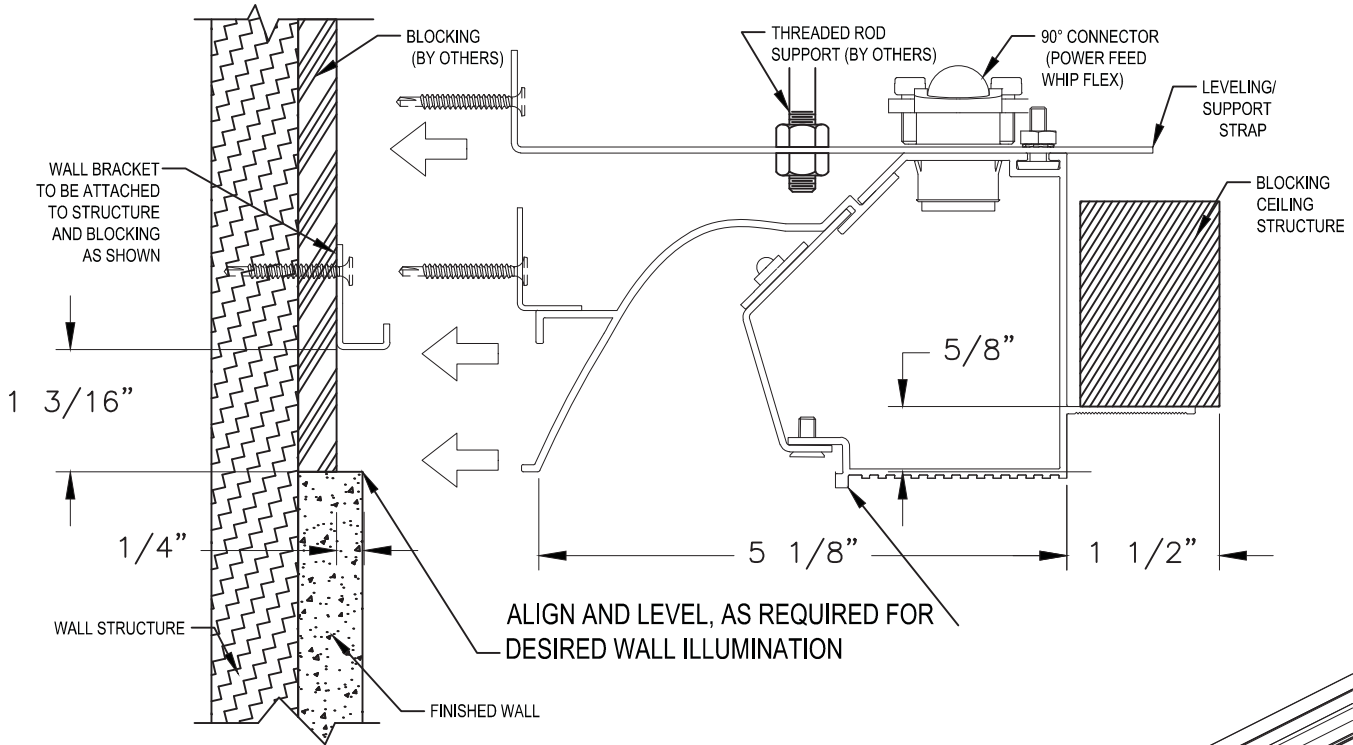 BLOCKING
(BY OTHERS)
THREADED ROD
SUPPORT (BY OTHERS)
90° CONNECTOR
(POWER FEED
WHIP FLEX)
LEVELING/
SUPPORT
STRAP
WALL BRACKET
TO BE ATTACHED
TO STRUCTURE
AND BLOCKING
AS SHOWN
BLOCKING
CEILING
STRUCTURE
5/8”
1 3/16”
1/4”
5 1/8”
1 1/2”
ALIGN AND LEVEL, AS REQUIRED FOR
DESIRED WALL ILLUMINATION
WALL STRUCTURE
FINISHED WALL